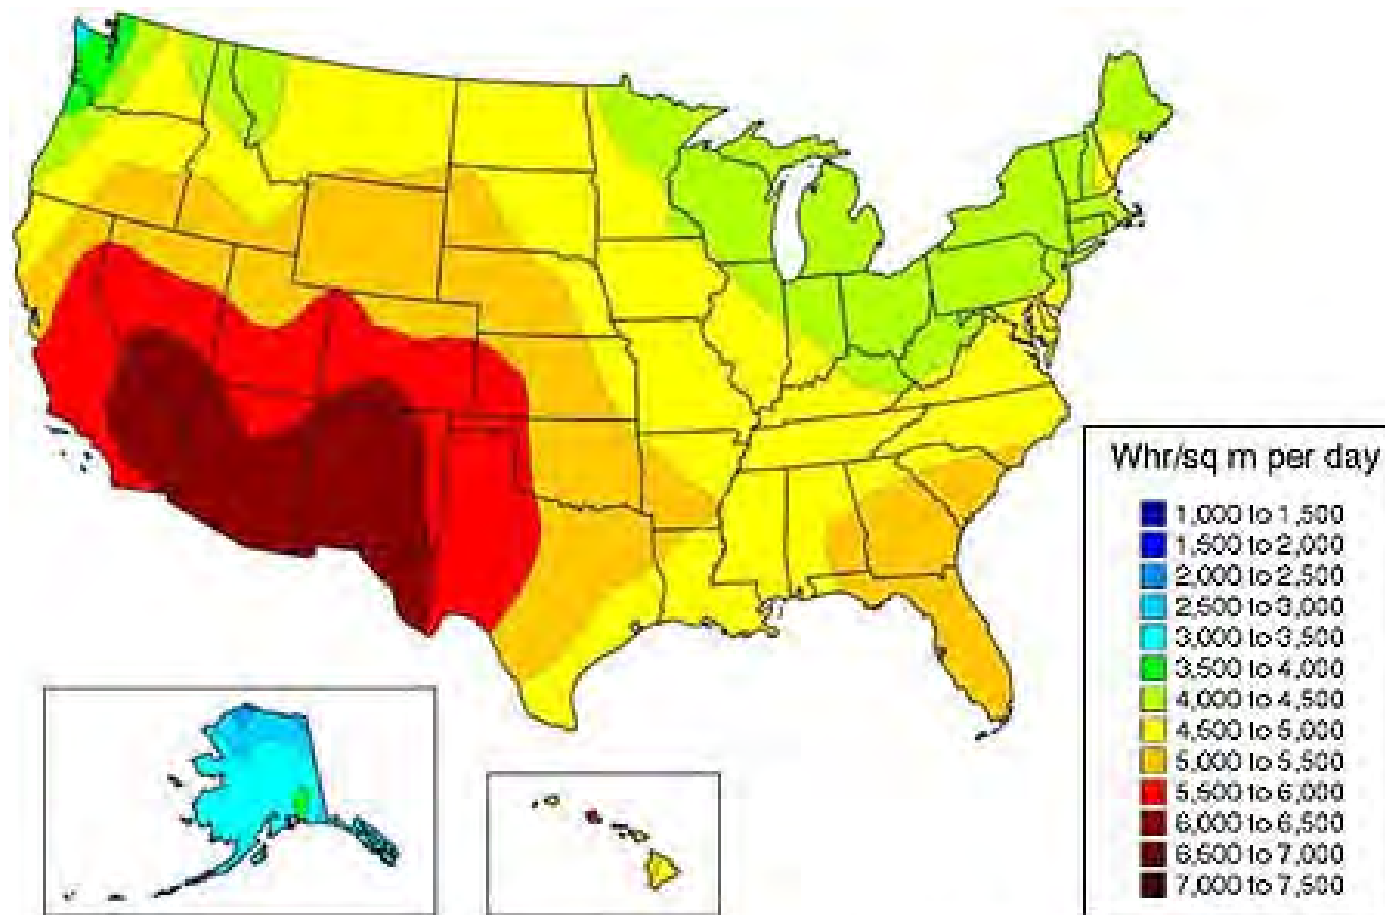 Whr/sq m per day
1,000 to 1,500
1,500 to 2,000
2,000 to 2,500
2,500 to 3,000
3,000 to 3,500
3,500 to 4,000
4,000 to 4,500
4,500 to 5,000
5,000 to 5,500
5,500 to 6,000
6,000 to 6,500
6,500 to 7,000
7,000 to 7,500